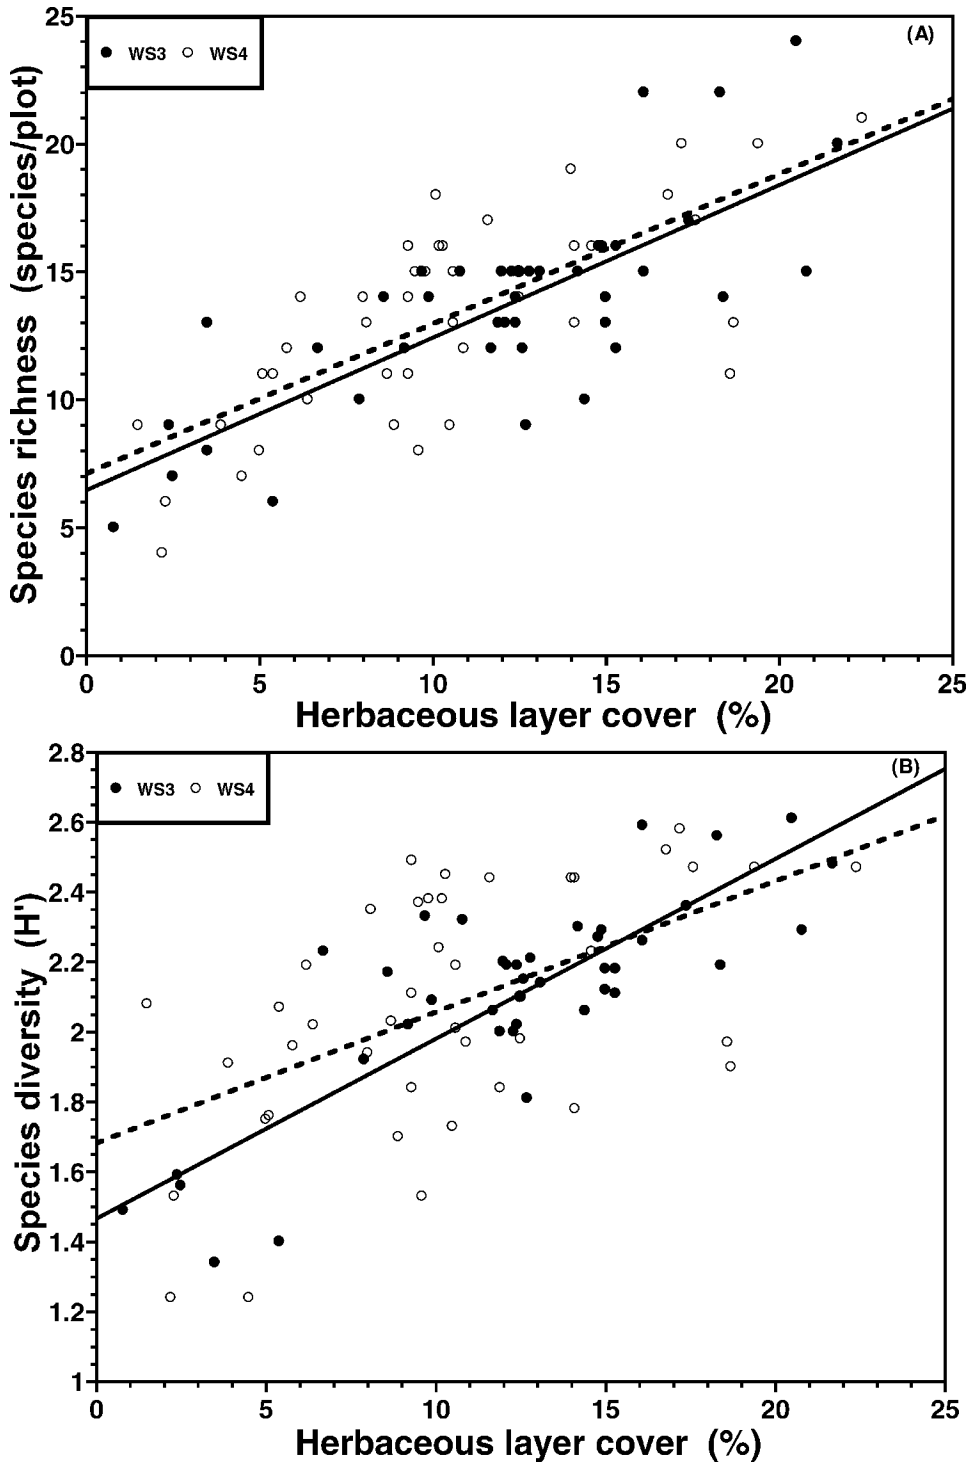 25
(A)
WS3 WS4
20
15
10
5
0
Species richness (species/plot)
0 5 10 15 20 25
Herbaceous layer cover (%)
2.8
(B)
WS3 WS4
2.6
2.4
2.2
2
1.8
1.6
1.4
1.2
1
Species diversity (H')
0 5 10 15 20 25
Herbaceous layer cover (%)